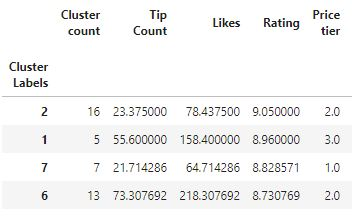 Cluster count Tip Count Likes Rating Price tier
Cluster Labels
2 16 23.375000 78.437500 9.050000 2.0
1 5 55.600000 158.400000 8.960000 3.0
7 7 21.714286 64.714286 8.828571 1.0
6 13 73.307692 218.307692 8.730769 2.0